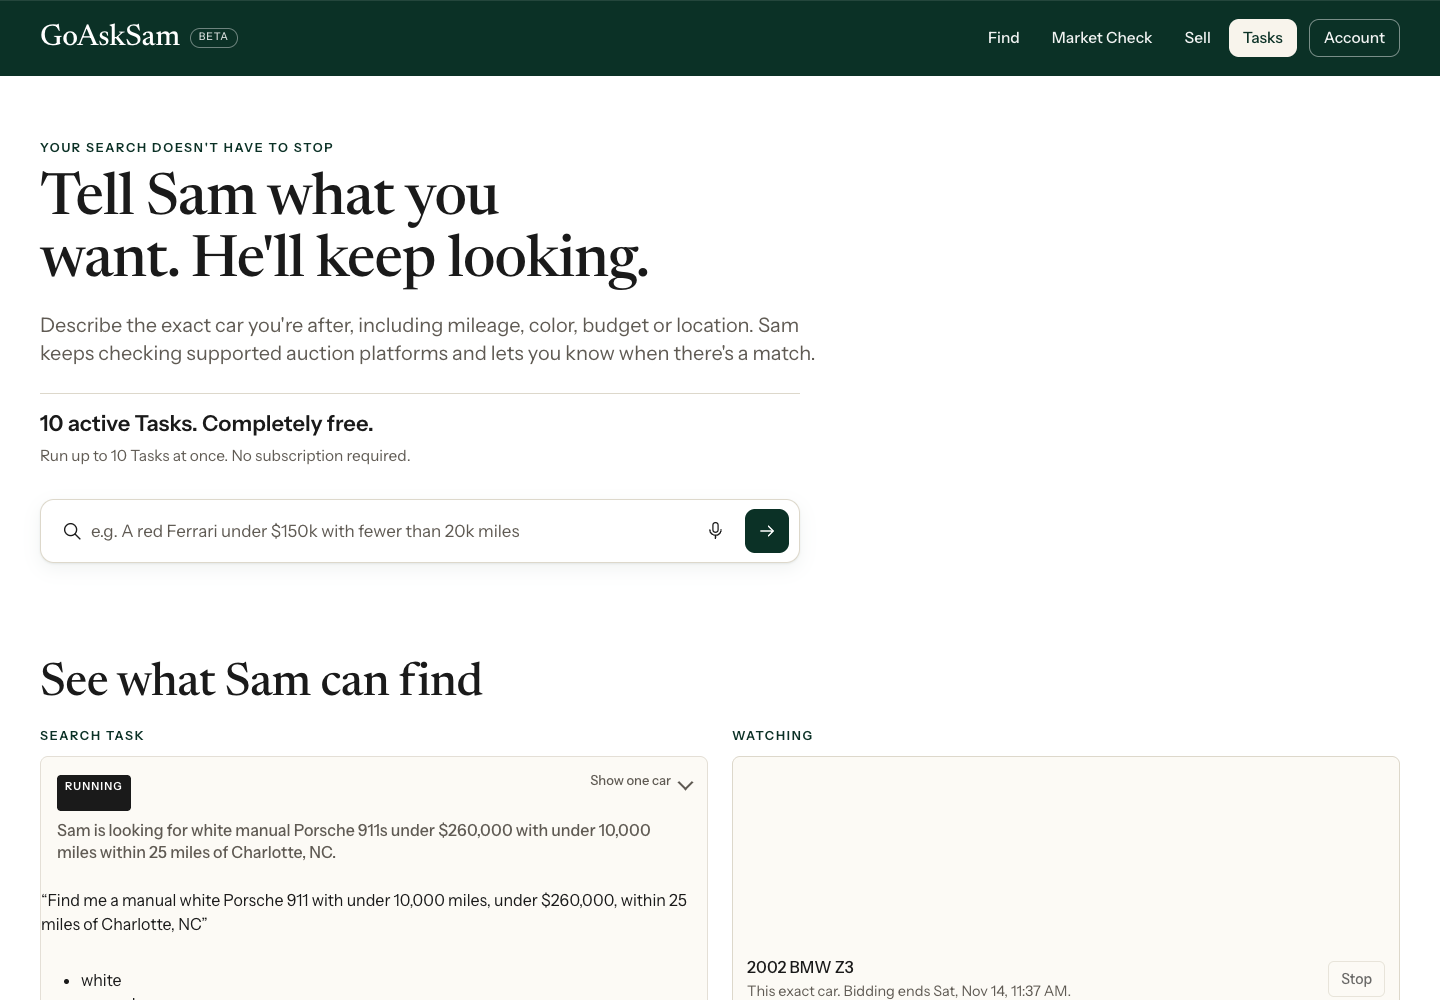 GoAskSam BETA
Find Market Check Sell Tasks Account
YOUR SEARCH DOESN'T HAVE TO STOP
Tell Sam what you
want. He'll keep looking.
Describe the exact car you're after, including mileage, color, budget or location. Sam
keeps checking supported auction platforms and lets you know when there's a match.
10 active Tasks. Completely free.
Run up to 10 Tasks at once. No subscription required.
e.g. A red Ferrari under $150k with fewer than 20k miles
See what Sam can find
SEARCH TASK
RUNNING
Show one car
Sam is looking for white manual Porsche 911s under $260,000 with under 10,000
miles within 25 miles of Charlotte, NC.
“Find me a manual white Porsche 911 with under 10,000 miles, under $260,000, within 25
miles of Charlotte, NC”
• white
WATCHING
2002 BMW Z3
This exact car. Bidding ends Sat, Nov 14, 11:37 AM.
Stop